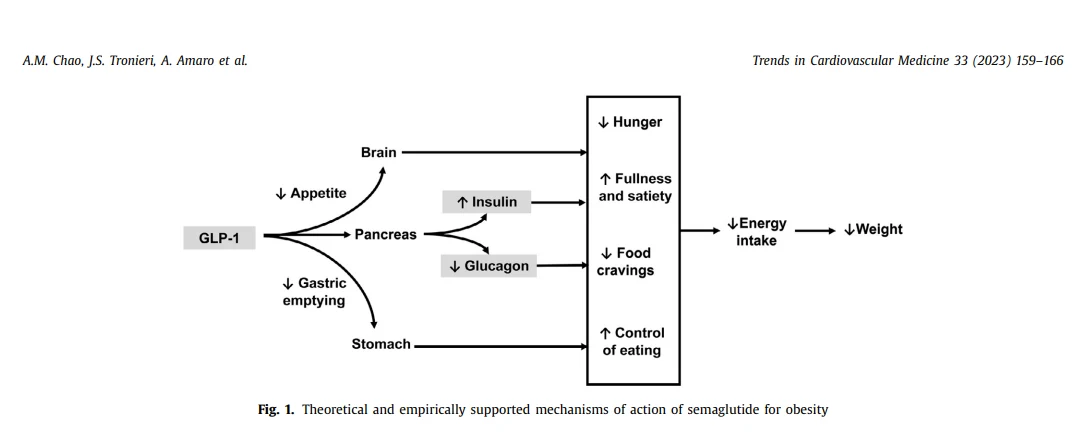 A.M. Chao, J.S. Tronieri, A. Amaro et al.
Trends in Cardiovascular Medicine 33 (2023) 159–166
↓ Hunger
Brain
↓ Appetite
↑ Fullness
and satiety
↑ Insulin
GLP-1
Pancreas
↓Energy
intake
↓Weight
↓ Food
cravings
↓ Glucagon
↓ Gastric
emptying
Stomach
↑ Control
of eating
Fig. 1. Theoretical and empirically supported mechanisms of action of semaglutide for obesity